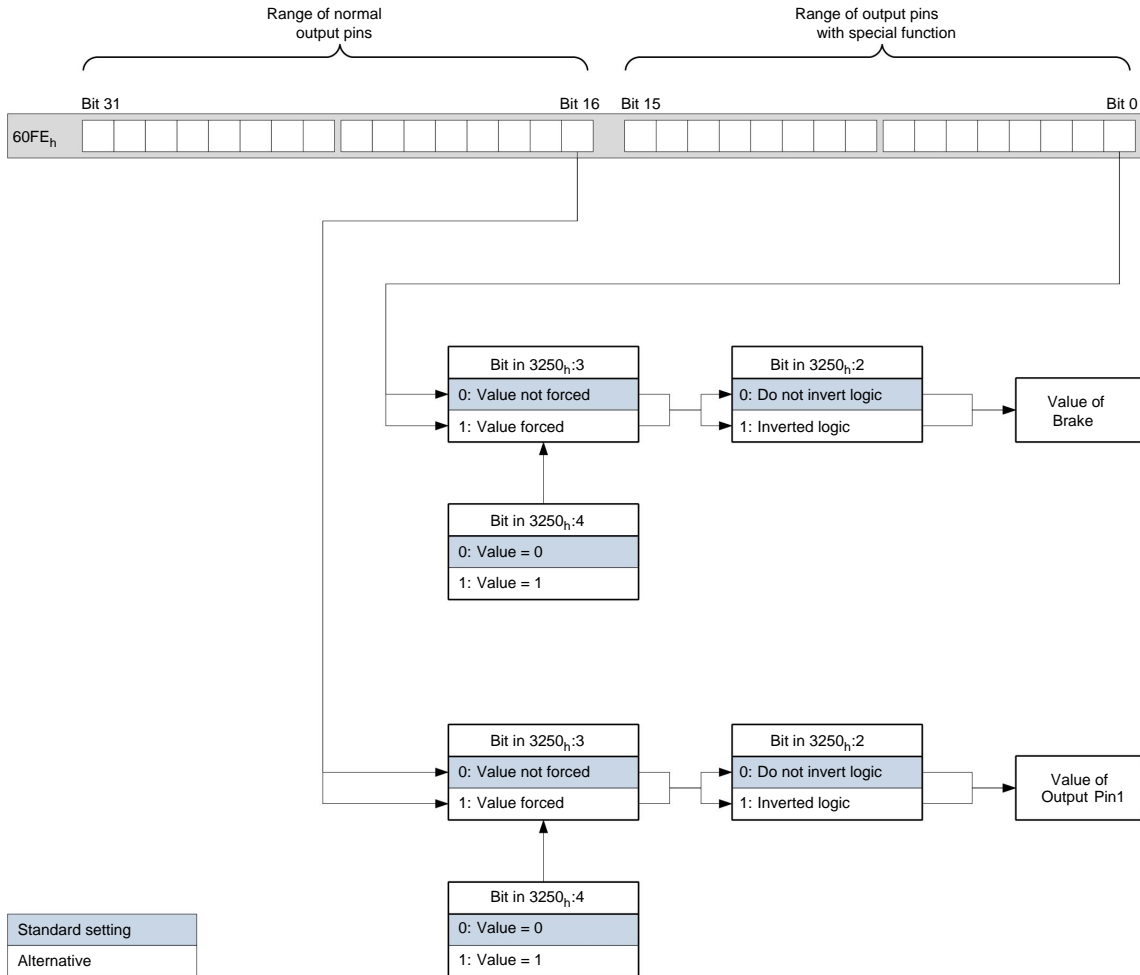 Range of normal
output pins
Range of output pins
with special function
Bit 31
Bit 16
Bit 15
Bit 0
60FEh
Bit in 3250h:3
0: Value not forced
1: Value forced
Bit in 3250h:2
0: Do not invert logic
1: Inverted logic
Value of
Brake
Bit in 3250h:4
0: Value = 0
1: Value = 1
Bit in 3250h:3
0: Value not forced
1: Value forced
Bit in 3250h:2
0: Do not invert logic
1: Inverted logic
Value of
Output Pin1
Bit in 3250h:4
0: Value = 0
1: Value = 1
Standard setting
Alternative